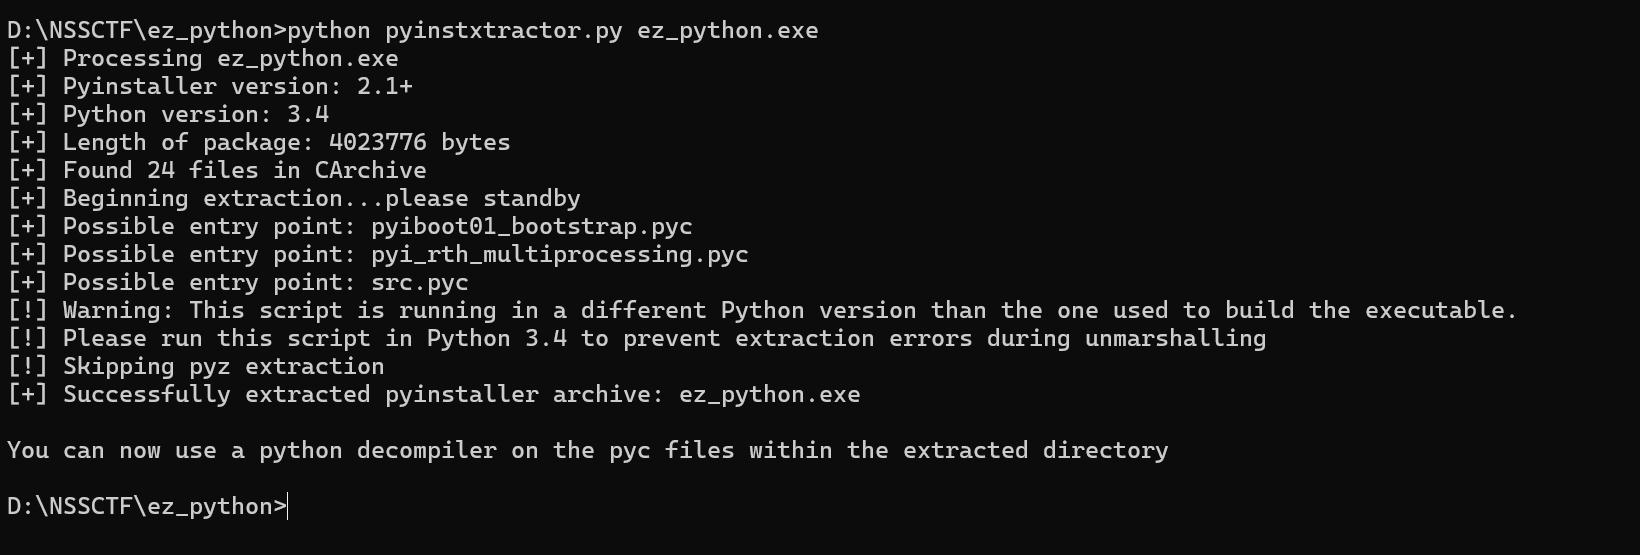 D:\NSSCTF\ez_python>python pyinstxtractor.py ez_python.exe
[+] Processing ez_python.exe
[+] Pyinstaller version: 2.1+
[+] Python version: 3.4
[+] Length of package: 4023776 bytes
[+] Found 24 files in CArchive
[+] Beginning extraction...please standby
[+] Possible entry point: pyiboot01_bootstrap.pyc
[+] Possible entry point: pyi_rth_multiprocessing.pyc
[+] Possible entry point: src.pyc
[!] Warning: This script is running in a different Python version than the one used to build the executable.
[!] Please run this script in Python 3.4 to prevent extraction errors during unmarshalling
[!] Skipping pyz extraction
[+] Successfully extracted pyinstaller archive: ez_python.exe
You can now use a python decompiler on the pyc files within the extracted directory
D:\NSSCTF\ez_python>